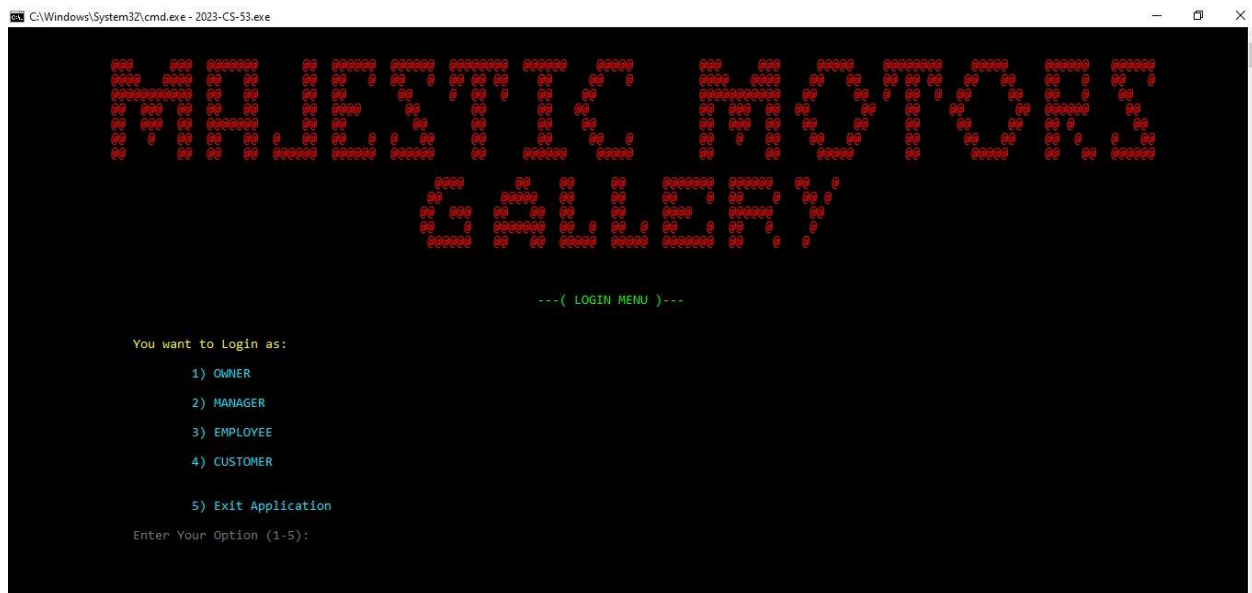 C:\Windows\System32\cmd.exe - 2023-CS-53.exe
MAJESTIC MOTORS
GALLERY
---( LOGIN MENU )---
You want to Login as:
1) OWNER
2) MANAGER
3) EMPLOYEE
4) CUSTOMER
5) Exit Application
Enter Your Option (1-5):